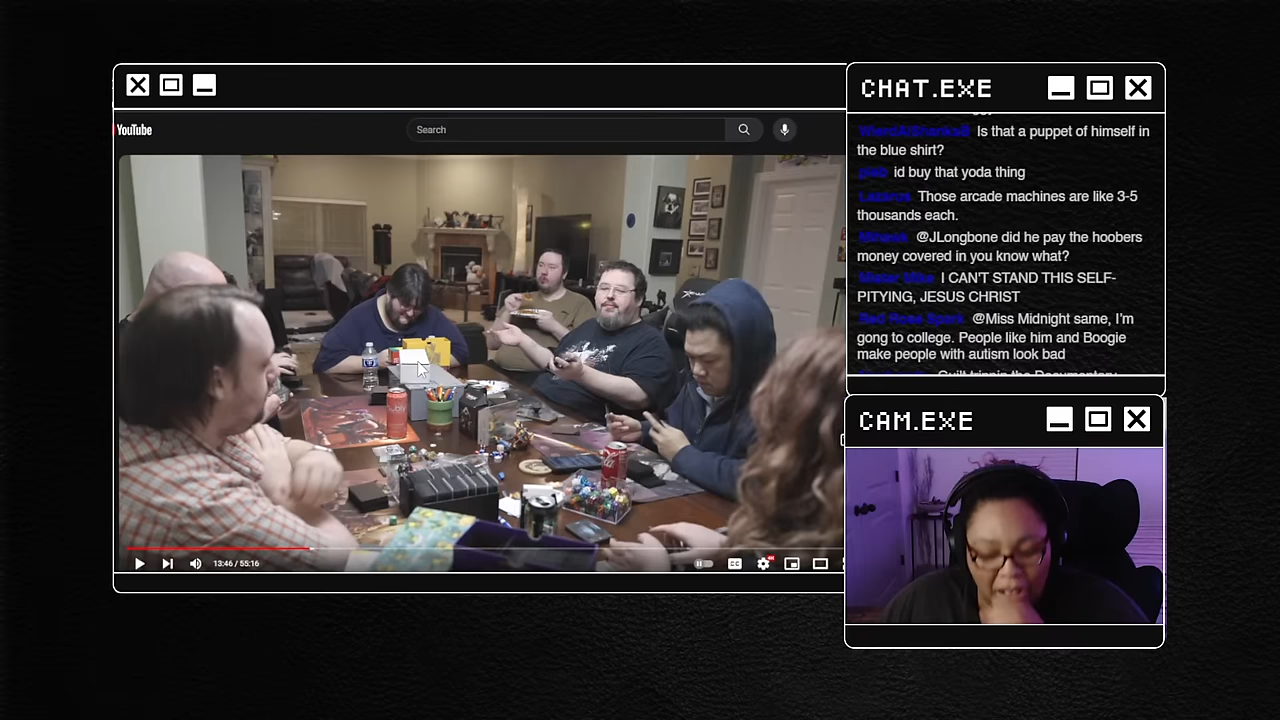 YouTube
Search
13:46 / 55:16
CC
CHAT.EXE
Is that a puppet of himself in
the blue shirt?
id buy that yoda thing
Those arcade machines are like 3-5
thousands each.
@JLongbone did he pay the hoobers
money covered in you know what?
I CAN'T STAND THIS SELF-
PITYING, JESUS CHRIST
@Miss Midnight same, I'm
gong to college. People like him and Boogie
make people with autism look bad
CAM.EXE